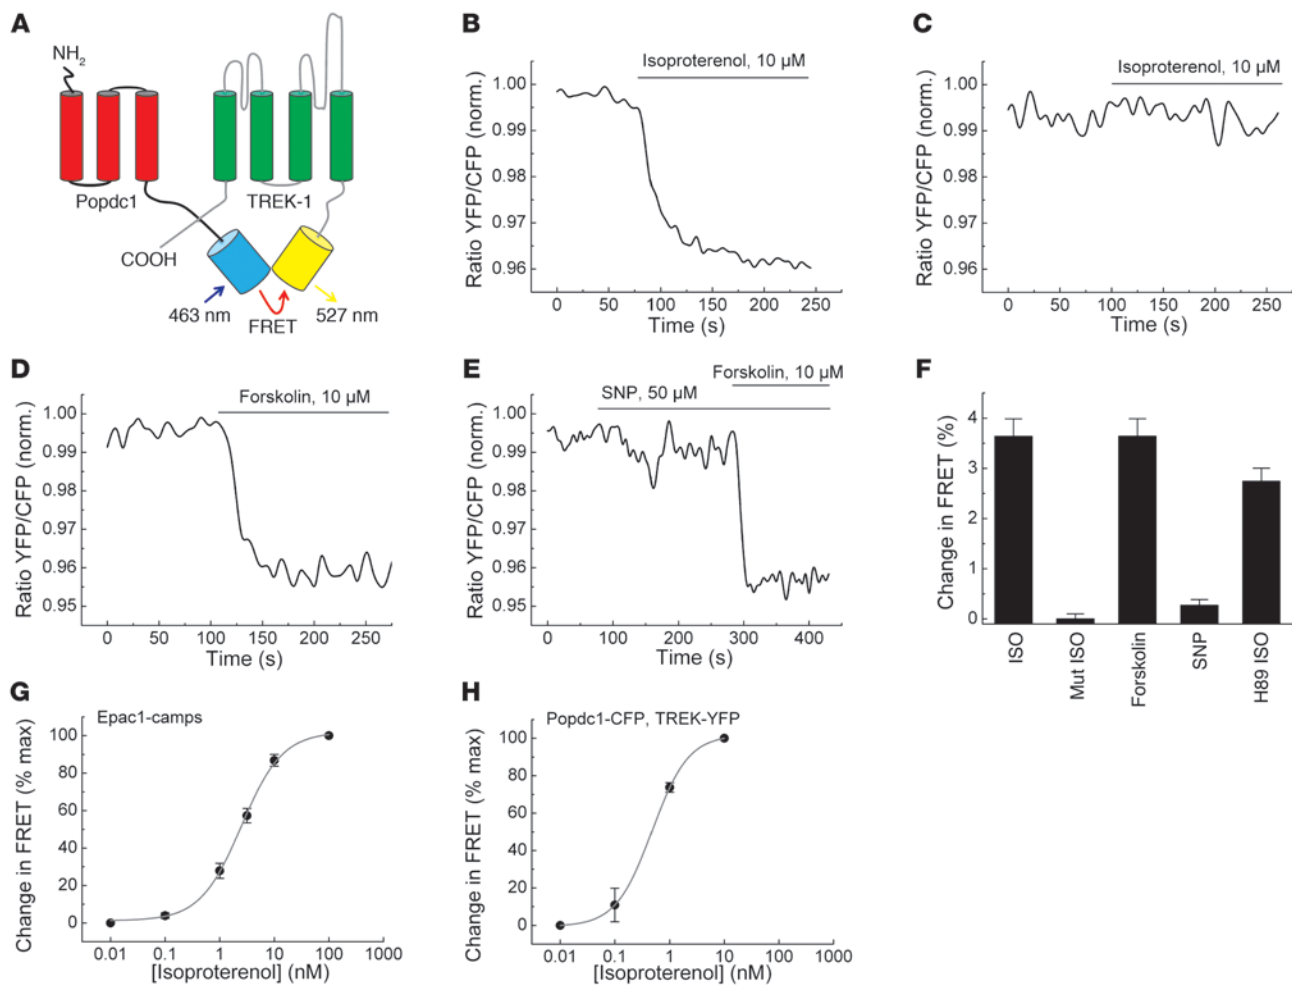 A
NH2
Popdc1
TREK-1
COOH
463 nm
FRET
527 nm
B
Isoproterenol, 10 µM
Ratio YFP/CFP (norm.)
1.00
0.99
0.98
0.97
0.96
0 50 100 150 200 250
Time (s)
C
Isoproterenol, 10 µM
Ratio YFP/CFP (norm.)
1.00
0.99
0.98
0.97
0.96
0 50 100 150 200 250
Time (s)
D
Forskolin, 10 µM
Ratio YFP/CFP (norm.)
1.00
0.99
0.98
0.97
0.96
0.95
0 50 100 150 200 250
Time (s)
E
Forskolin, 10 µM
SNP, 50 µM
Ratio YFP/CFP (norm.)
1.00
0.99
0.98
0.97
0.96
0.95
0 100 200 300 400
Time (s)
F
Change in FRET (%)
4
3
2
1
0
ISO
Mut ISO
Forskolin
SNP
H89 ISO
G
Epac1-camps
Change in FRET (% max)
100
80
60
40
20
0
0.01 0.1 1 10 100 1000
[Isoproterenol] (nM)
H
Popdc1-CFP, TREK-YFP
Change in FRET (% max)
100
80
60
40
20
0
0.01 0.1 1 10 100 1000
[Isoproterenol] (nM)